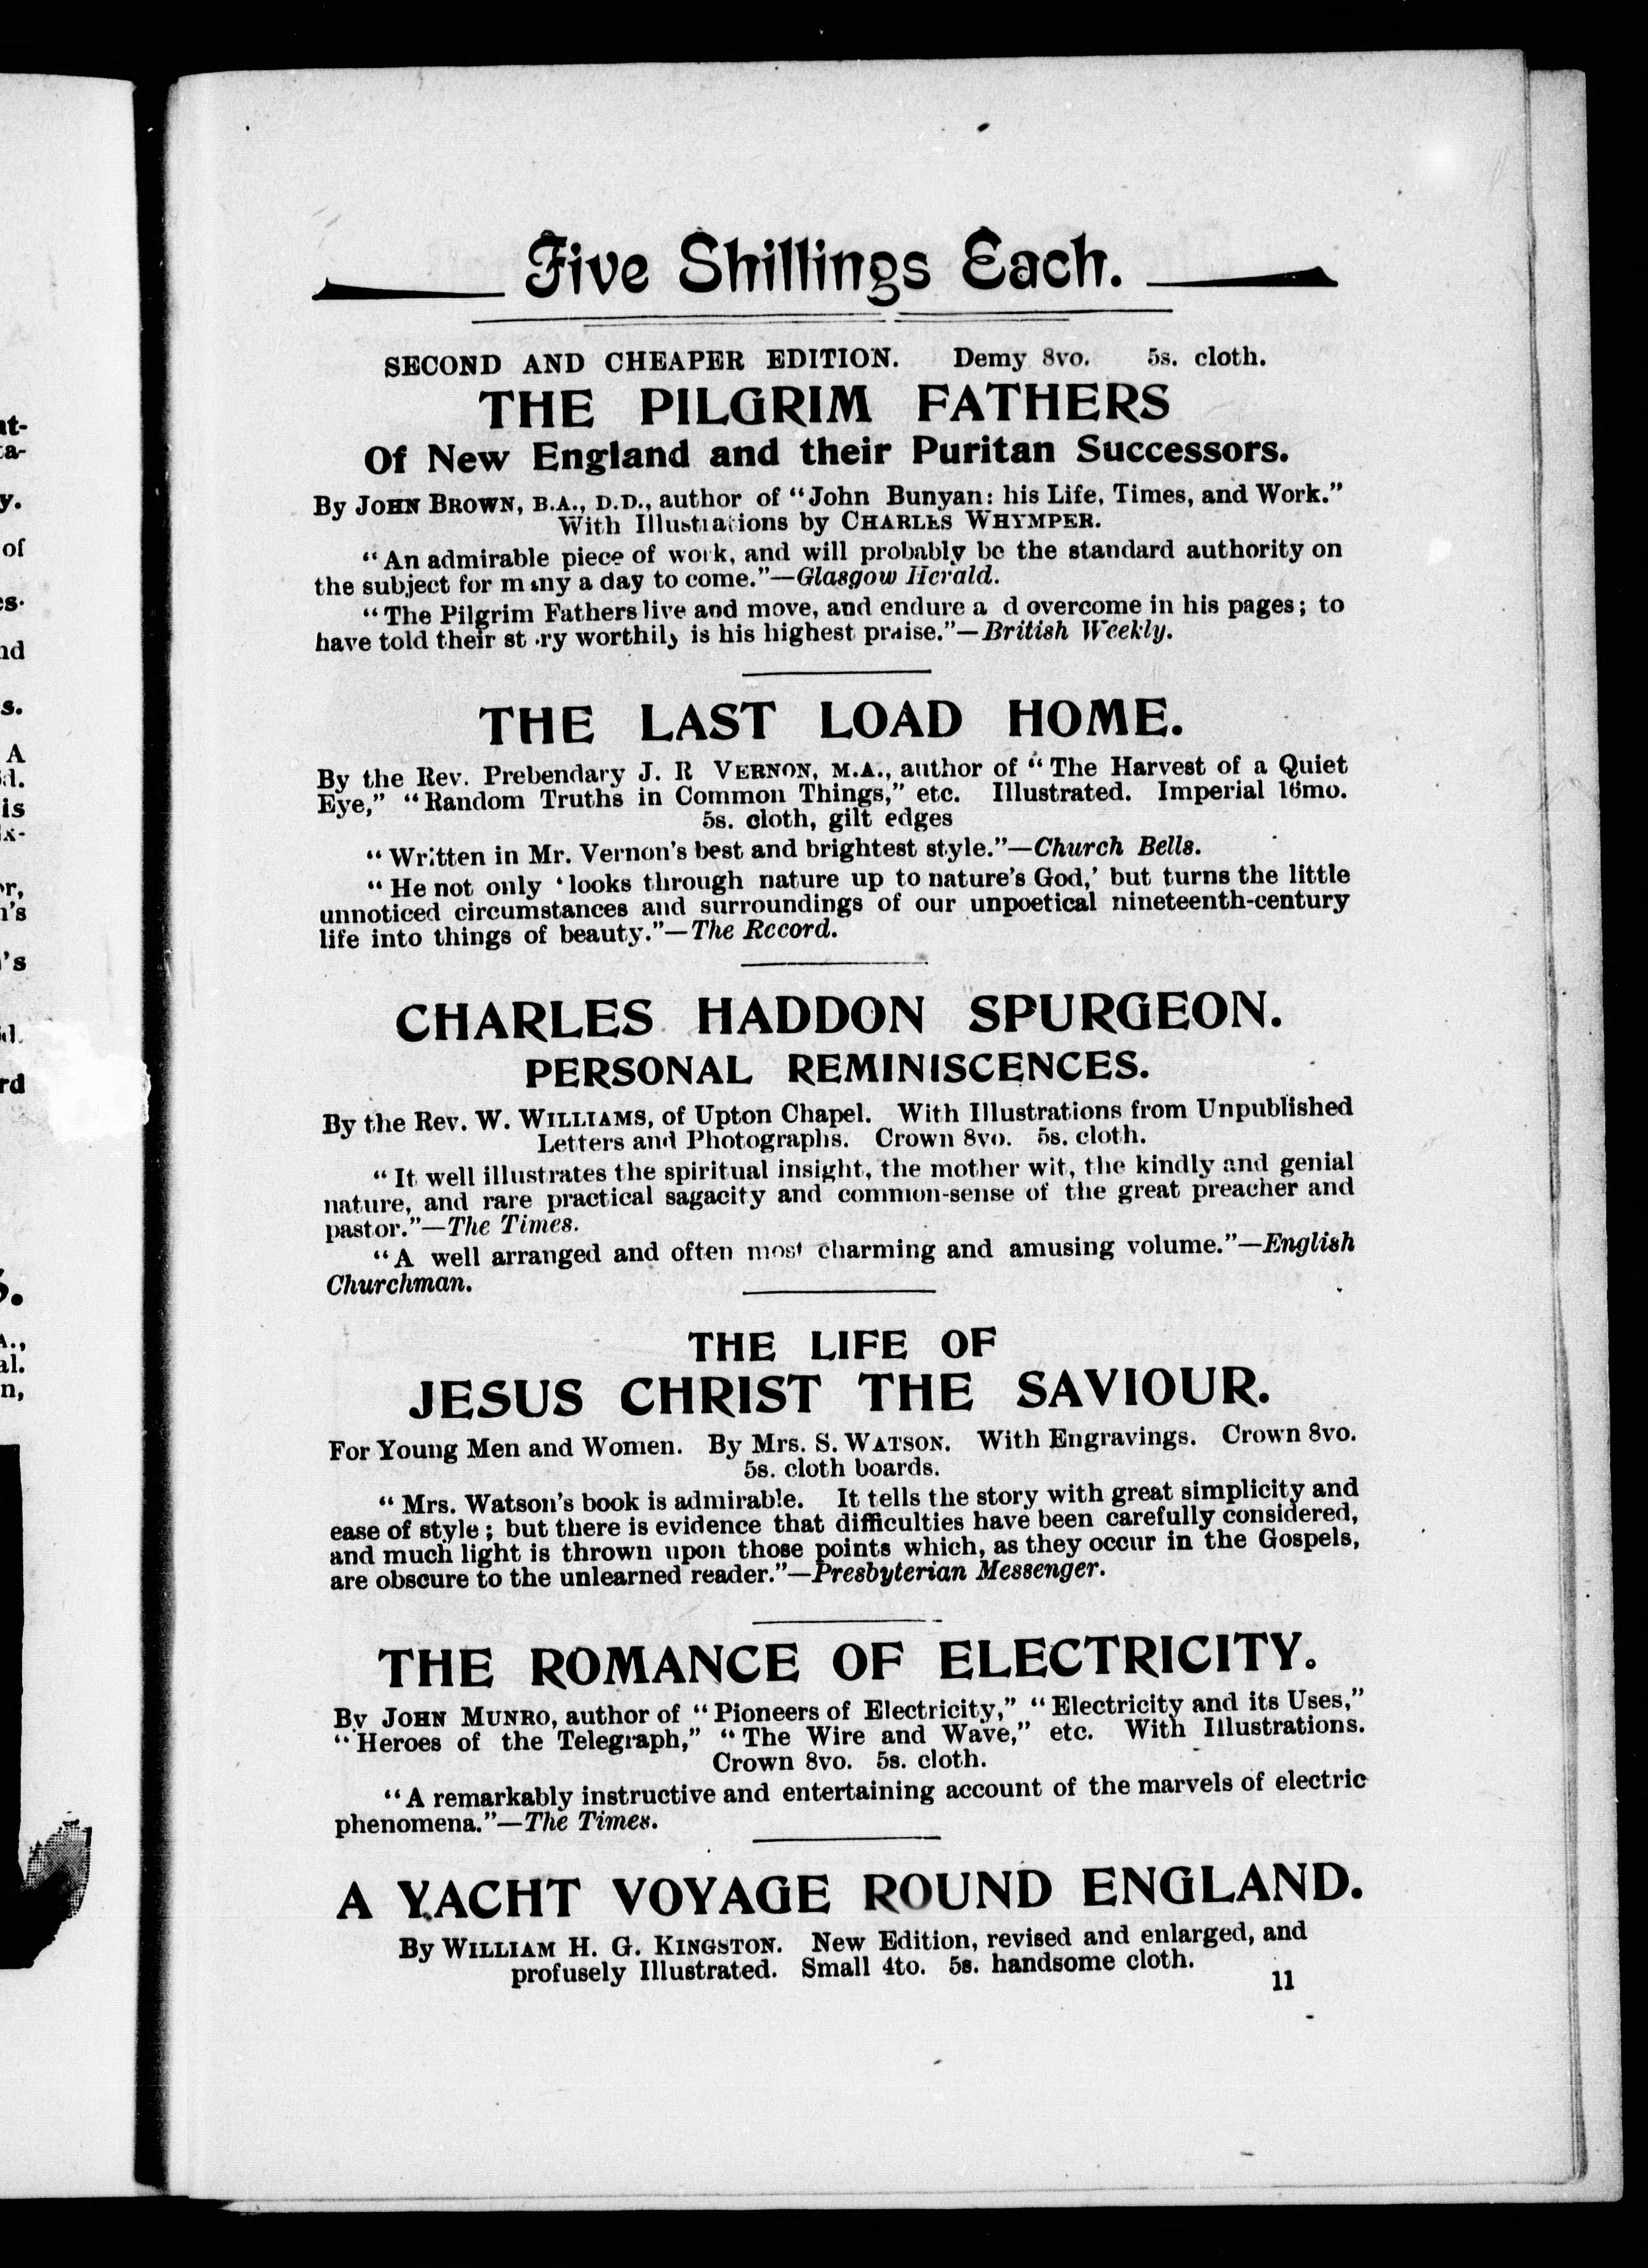 Five Shillings Each.
SECOND AND CHEAPER EDITION. Demy 8vo. 5s. cloth.
THE PILGRIM FATHERS
Of New England and their Puritan Successors.
By JOHN BROWN, B.A., D.D., author of "John Bunyan: his Life, Times, and Work."
With Illustrations by CHARLES WHYMPER.
"An admirable piece of work, and will probably be the standard authority on
the subject for many a day to come."—Glasgow Herald.
"The Pilgrim Fathers live and move, and endure a d overcome in his pages; to
have told their st ry worthily is his highest praise."—British Weekly.
THE LAST LOAD HOME.
By the Rev. Prebendary J. R VERNON, M.A., author of "The Harvest of a Quiet
Eye," "Random Truths in Common Things," etc. Illustrated. Imperial 16mo.
5s. cloth, gilt edges
"Written in Mr. Vernon's best and brightest style."—Church Bells.
"He not only 'looks through nature up to nature's God,' but turns the little
unnoticed circumstances and surroundings of our unpoetical nineteenth-century
life into things of beauty."—The Record.
CHARLES HADDON SPURGEON.
PERSONAL REMINISCENCES.
By the Rev. W. WILLIAMS, of Upton Chapel. With Illustrations from Unpublished
Letters and Photographs. Crown 8vo. 5s. cloth.
"It well illustrates the spiritual insight, the mother wit, the kindly and genial
nature, and rare practical sagacity and common-sense of the great preacher and
pastor."—The Times.
"A well arranged and often most charming and amusing volume."—English
Churchman.
THE LIFE OF
JESUS CHRIST THE SAVIOUR.
For Young Men and Women. By Mrs. S. WATSON. With Engravings. Crown 8vo.
5s. cloth boards.
"Mrs. Watson's book is admirable. It tells the story with great simplicity and
ease of style; but there is evidence that difficulties have been carefully considered,
and much light is thrown upon those points which, as they occur in the Gospels,
are obscure to the unlearned reader."—Presbyterian Messenger.
THE ROMANCE OF ELECTRICITY.
By JOHN MUNRO, author of "Pioneers of Electricity," "Electricity and its Uses,"
"Heroes of the Telegraph," "The Wire and Wave," etc. With Illustrations.
Crown 8vo. 5s. cloth.
"A remarkably instructive and entertaining account of the marvels of electric
phenomena."—The Times.
A YACHT VOYAGE ROUND ENGLAND.
By WILLIAM H. G. KINGSTON. New Edition, revised and enlarged, and
profusely Illustrated. Small 4to. 5s. handsome cloth.
11